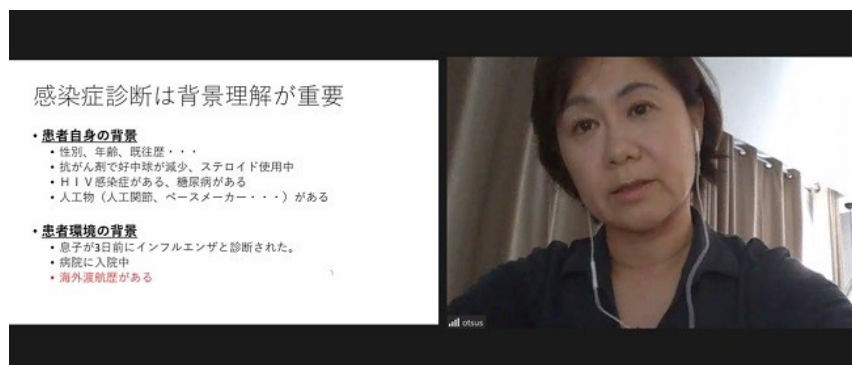 感染症診断は背景理解が重要
• 患者自身の背景
• 性別、年齢、既往歴・・・
• 抗がん剤で好中球が減少、ステロイド使用中
• ＨＩＶ感染症がある、糖尿病がある
• 人工物（人工関節、ペースメーカー・・・）がある
• 患者環境の背景
• 息子が3日前にインフルエンザと診断された。
• 病院に入院中
• 海外渡航歴がある
otsus